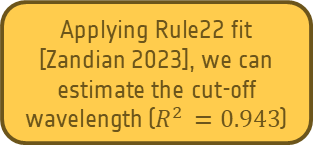 Applying Rule22 fit
[Zandian 2023], we can
estimate the cut-off
wavelength (𝑅² = 0.943)